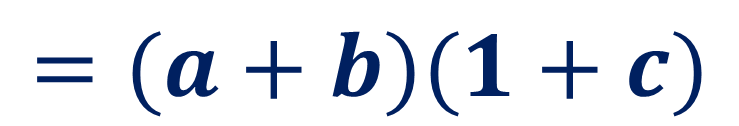 = (a + b)(1 + c)